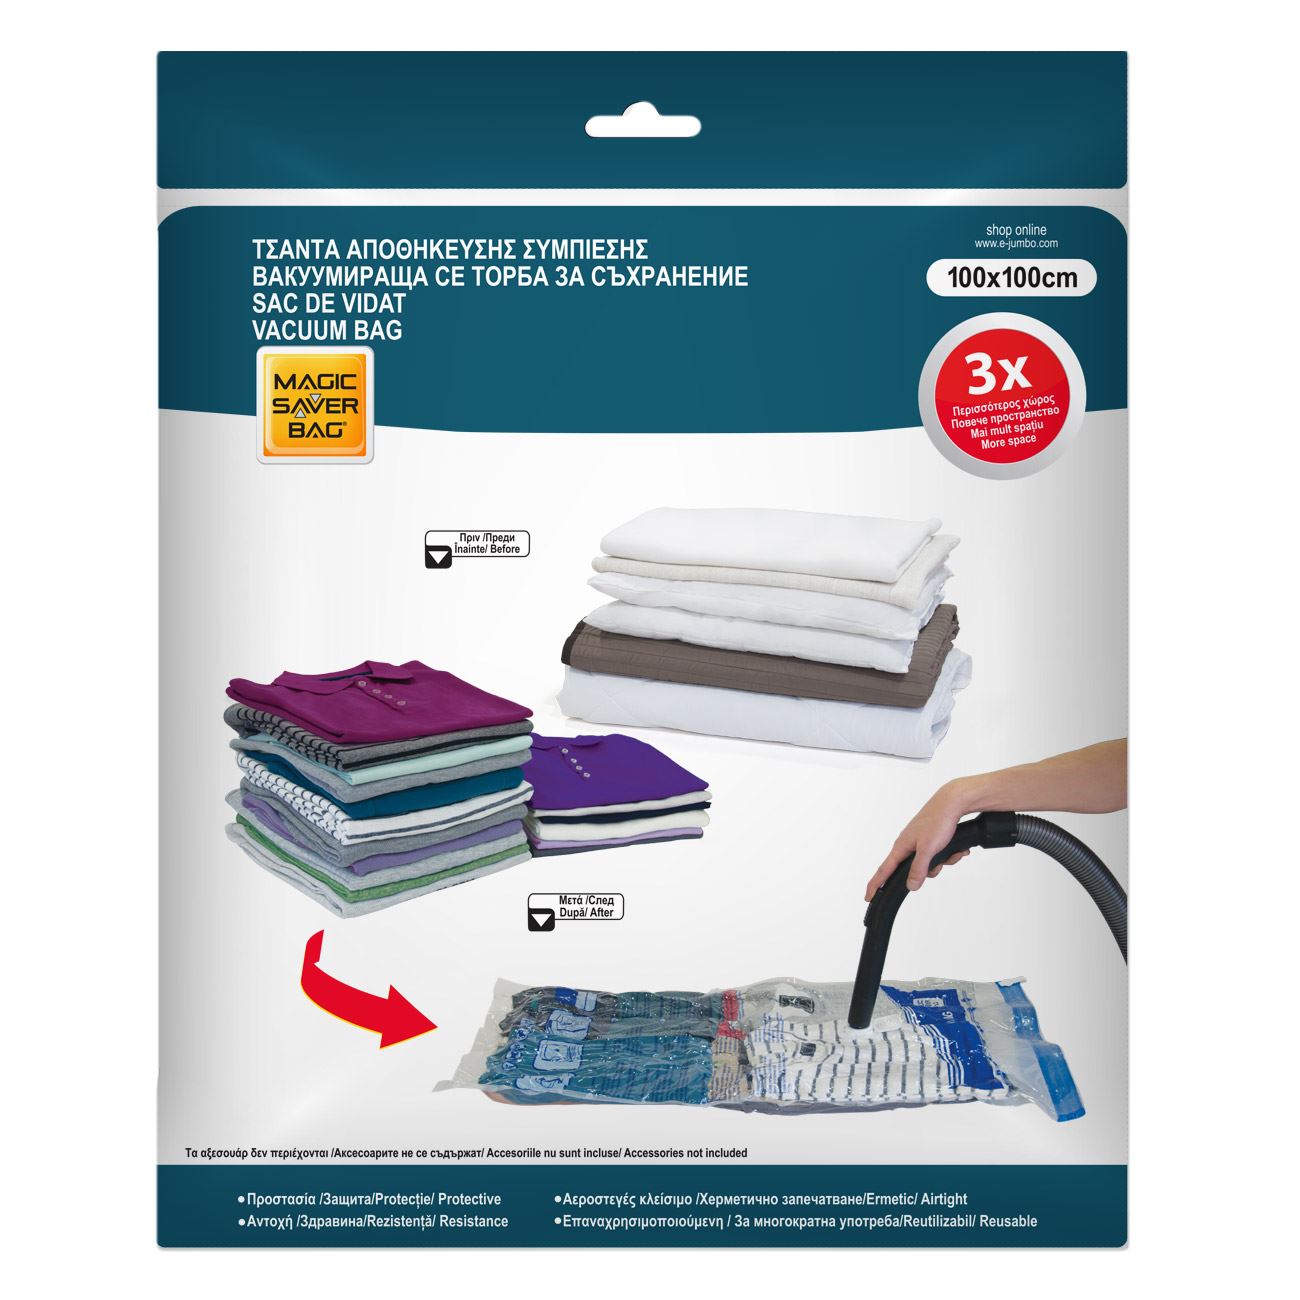 shop online
www.e-jumbo.com
ΤΣΑΝΤΑ ΑΠΟΘΗΚΕΥΣΗΣ ΣΥΜΠΙΕΣΗΣ
ВАКУУМИРАЩА СЕ ТОРБА ЗА СЪХРАНЕНИЕ
SAC DE VIDAT
VACUUM BAG
100x100cm
MAGIC
SAVER
BAG®
3x
Περισσότερος χώρος
Повече пространство
Mai mult spațiu
More space
Πριν /Преди
Înainte/ Before
Μετά /След
După/ After
Τα αξεσουάρ δεν περιέχονται /Аксесоарите не се съдържат/ Accesoriile nu sunt incluse/ Accessories not included
•Προστασία /Защита/Protecție/ Protective
•Αντοχή /Здравина/Rezistență/ Resistance
•Αεροστεγές κλείσιμο /Херметично запечатване/Ermetic/ Airtight
•Επαναχρησιμοποιούμενη / За многократна употреба/Reutilizabil/ Reusable